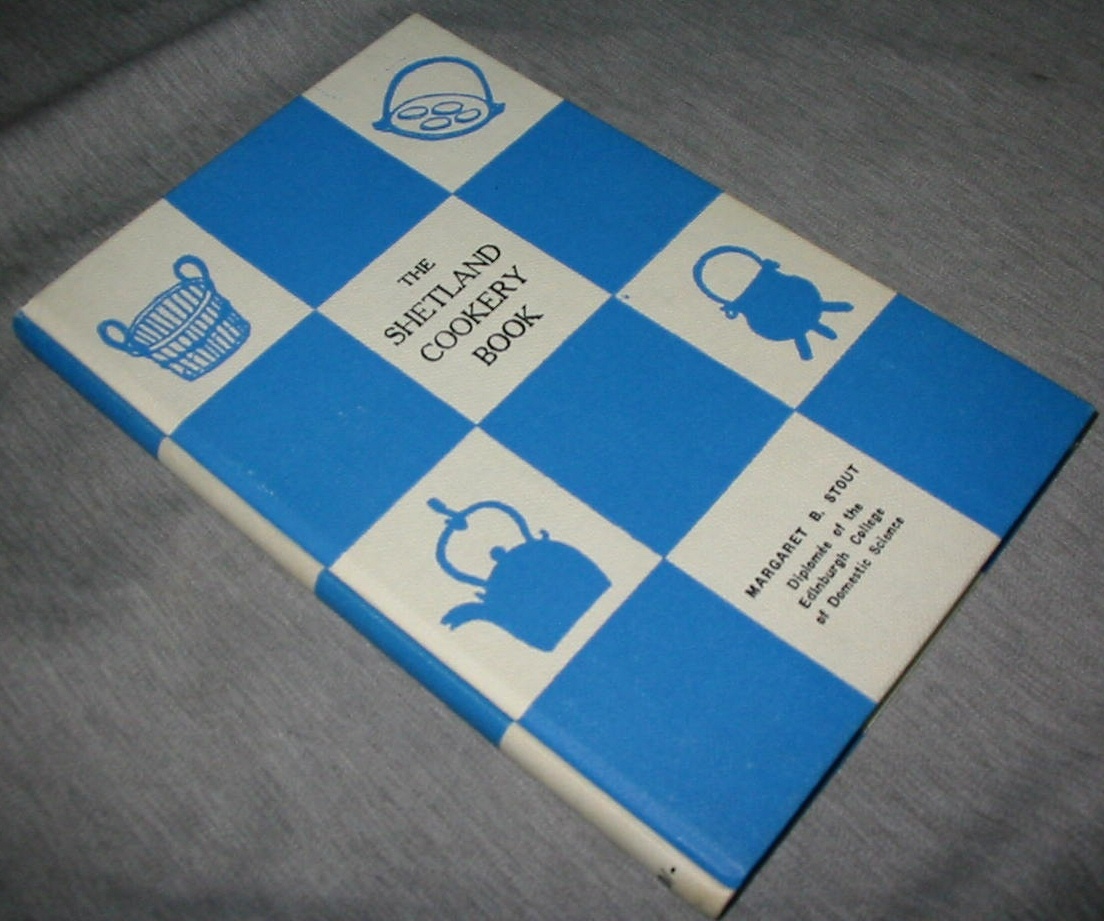 THE
SHETLAND
COOKERY
BOOK
MARGARET B. STOUT
Diplomée of the
Edinburgh College
of Domestic Science